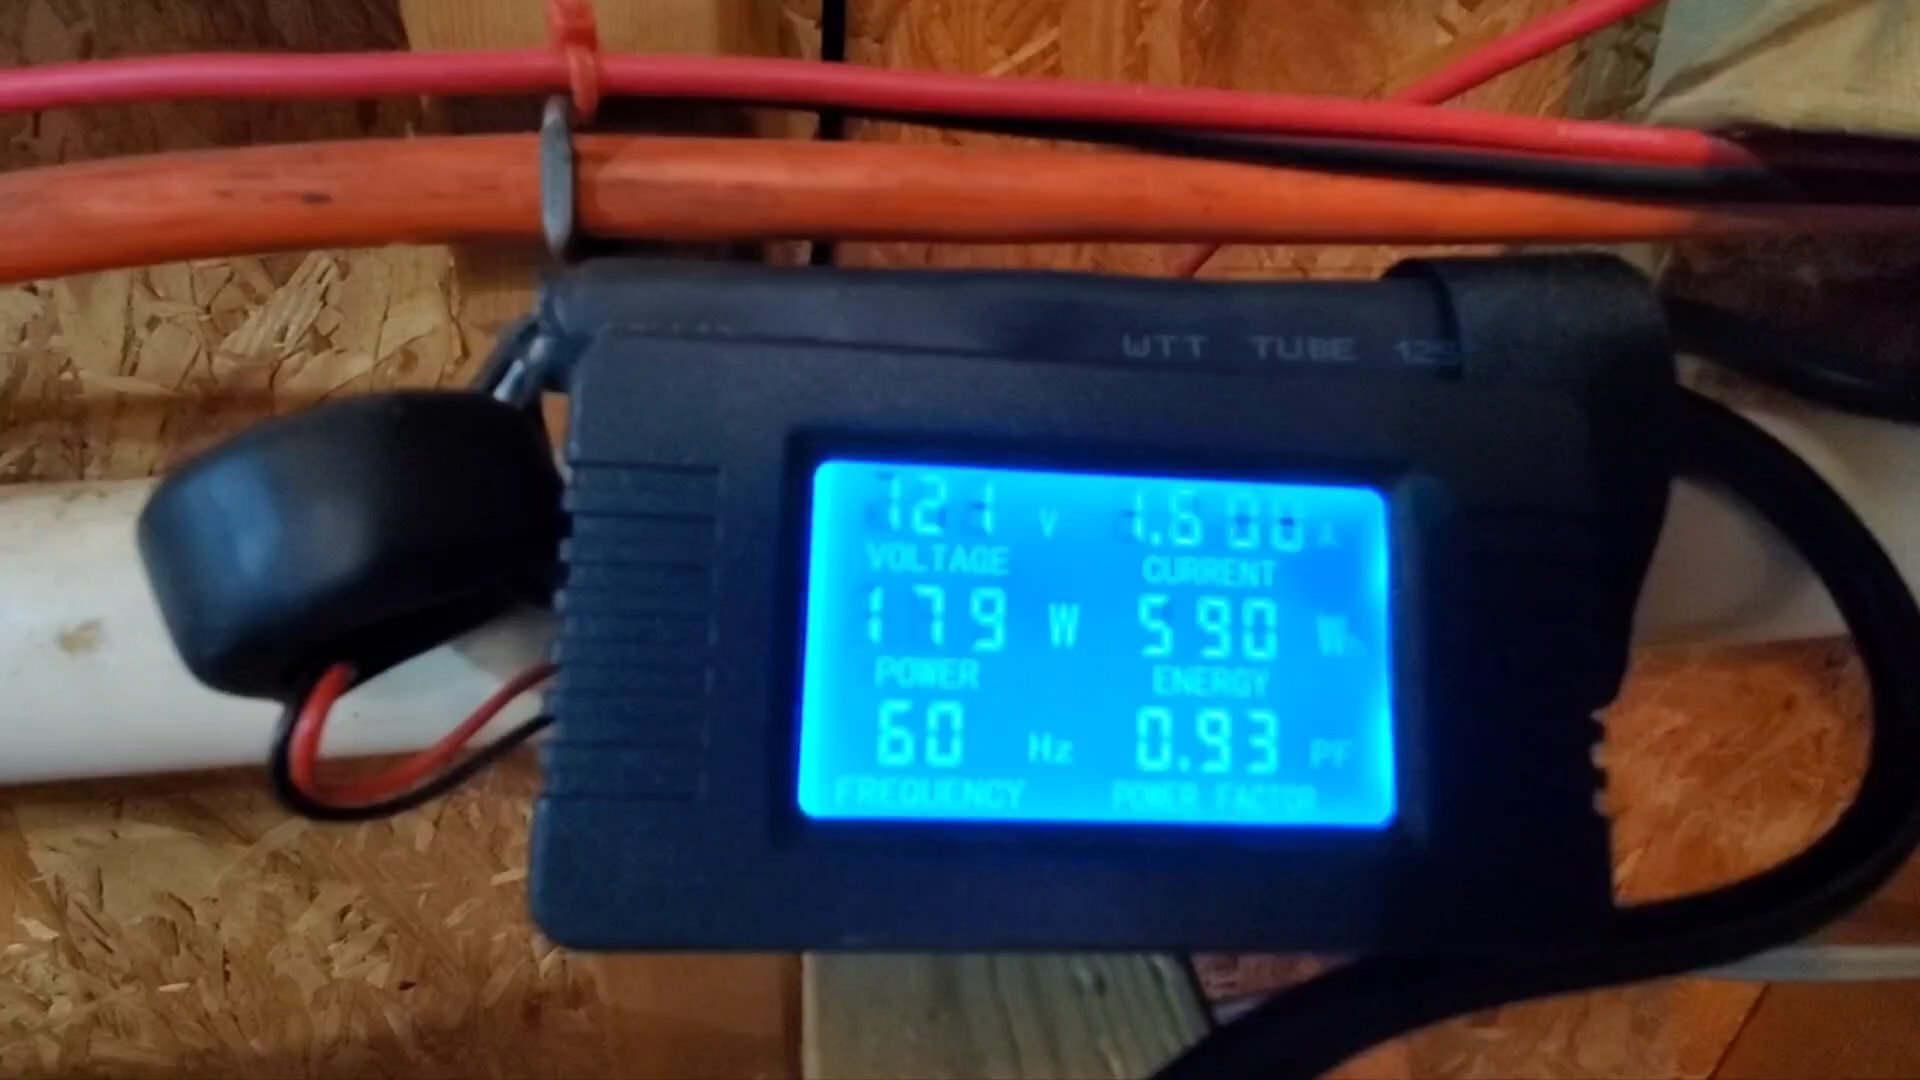 WTT TUBE 125
121 V 1.600 A
VOLTAGE CURRENT
179 W 590 Wh
POWER ENERGY
60 Hz 0.93 PF
FREQUENCY POWER FACTOR